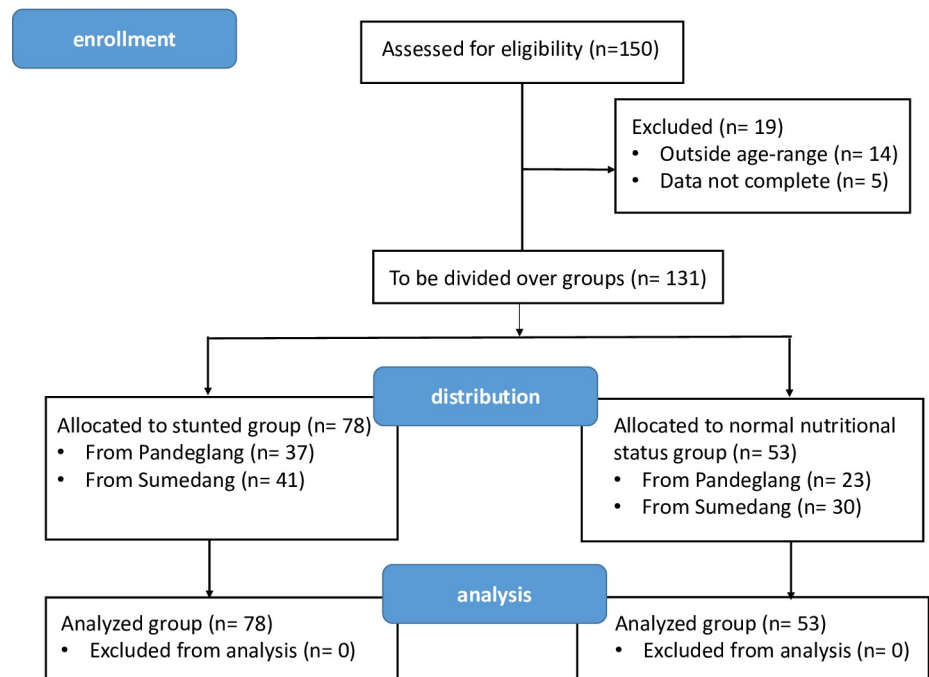 enrollment
Assessed for eligibility (n=150)
Excluded (n= 19)
• Outside age-range (n= 14)
• Data not complete (n= 5)
To be divided over groups (n= 131)
distribution
Allocated to stunted group (n= 78)
• From Pandeglang (n= 37)
• From Sumedang (n= 41)
Allocated to normal nutritional
status group (n= 53)
• From Pandeglang (n= 23)
• From Sumedang (n= 30)
analysis
Analyzed group (n= 78)
• Excluded from analysis (n= 0)
Analyzed group (n= 53)
• Excluded from analysis (n= 0)